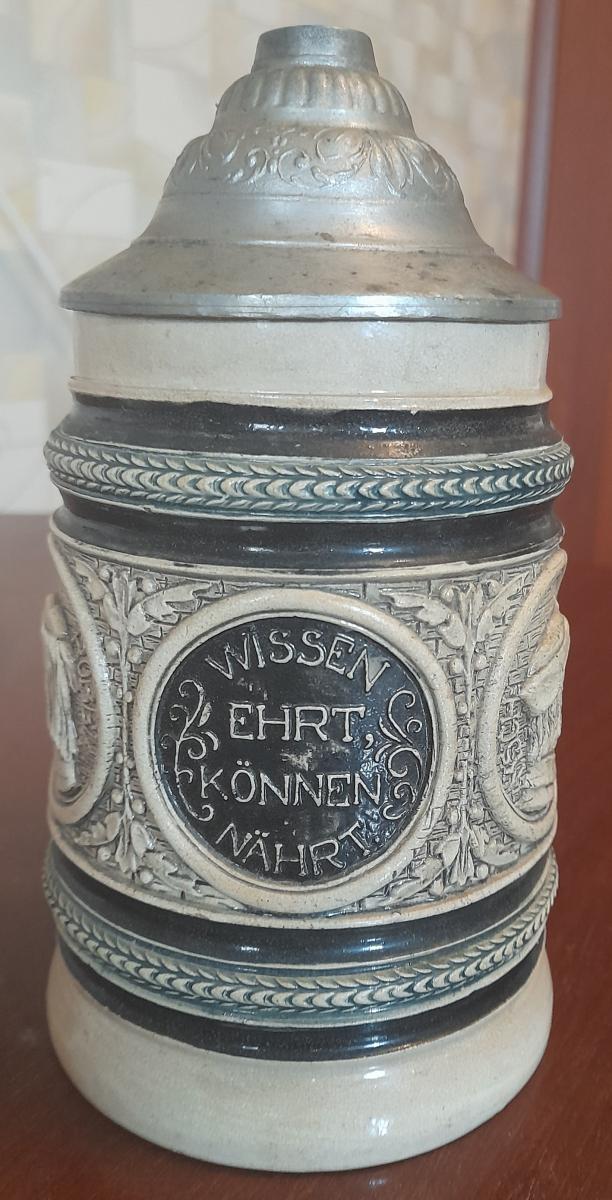 WISSEN
EHRT,
KÖNNEN
NÄHRT.